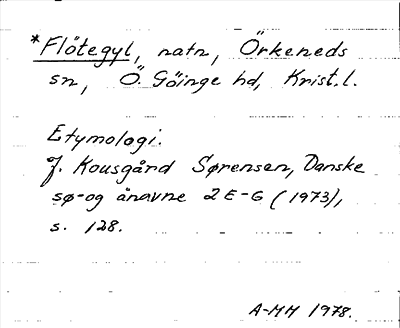 *Flötegyl, natn, Örkeneds
sn, Ö. Göinge hd, Krist. l.
Etymologi.
J. Kousgård Sørensen, Danske
sø- og ånavne 2 E-G (1973),
s. 128.
A-MH 1978.